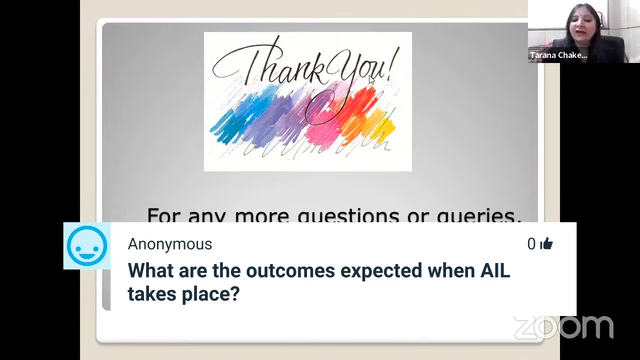 Thank You!
Tarana Chake...
For any more questions or queries,
Anonymous
0
What are the outcomes expected when AIL
takes place?
zoom